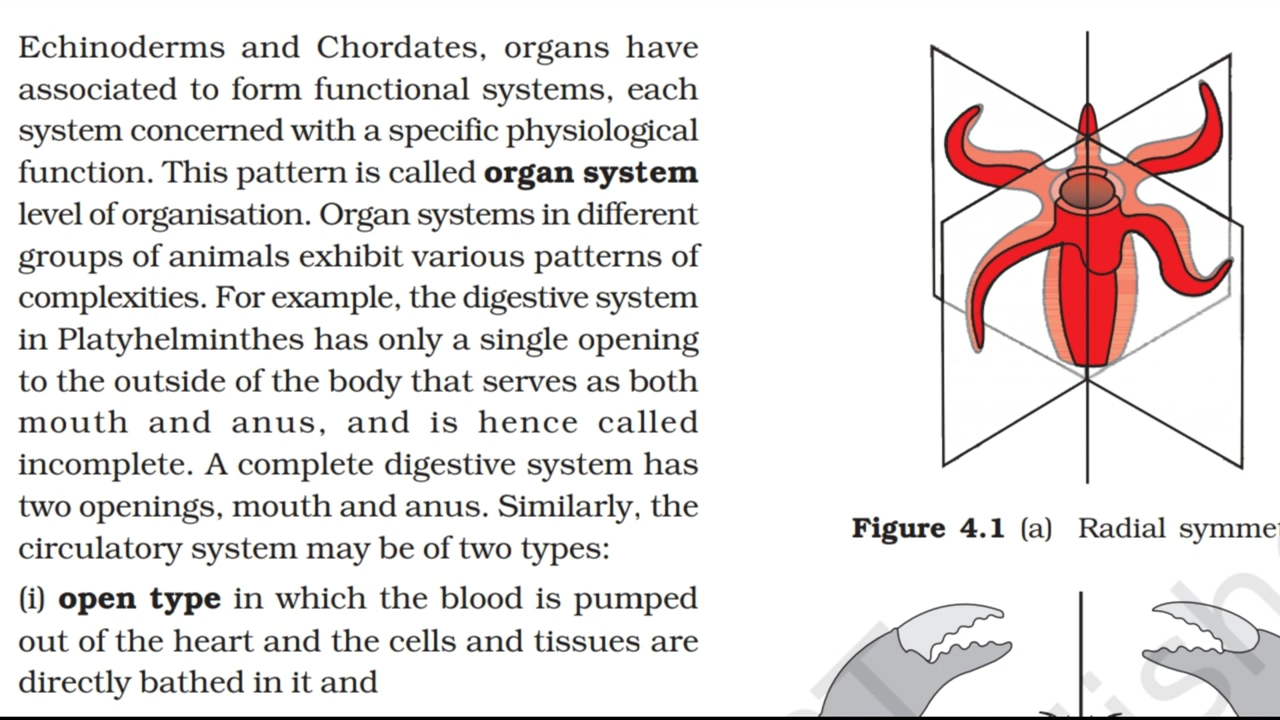 Echinoderms and Chordates, organs have
associated to form functional systems, each
system concerned with a specific physiological
function. This pattern is called organ system
level of organisation. Organ systems in different
groups of animals exhibit various patterns of
complexities. For example, the digestive system
in Platyhelminthes has only a single opening
to the outside of the body that serves as both
mouth and anus, and is hence called
incomplete. A complete digestive system has
two openings, mouth and anus. Similarly, the
circulatory system may be of two types:
(i) open type in which the blood is pumped
out of the heart and the cells and tissues are
directly bathed in it and
Figure 4.1 (a) Radial